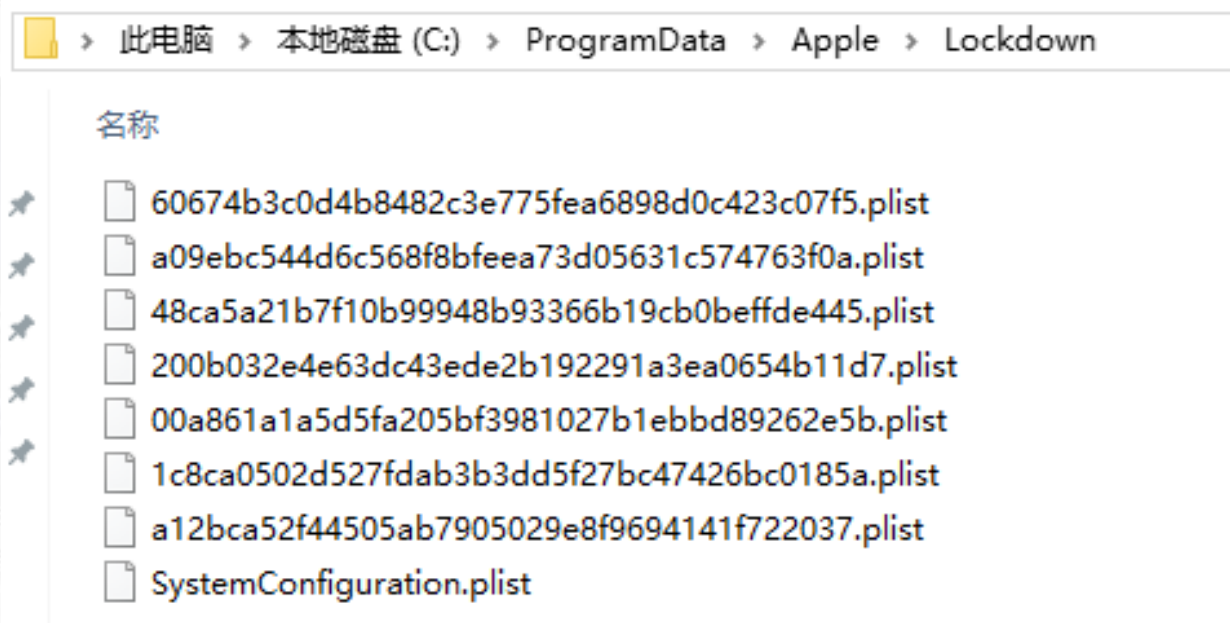 此电脑 > 本地磁盘 (C:) > ProgramData > Apple > Lockdown
名称
60674b3c0d4b8482c3e775fea6898d0c423c07f5.plist
a09ebc544d6c568f8bfeea73d05631c574763f0a.plist
48ca5a21b7f10b99948b93366b19cb0beffde445.plist
200b032e4e63dc43ede2b192291a3ea0654b11d7.plist
00a861a1a5d5fa205bf3981027b1ebbd89262e5b.plist
1c8ca0502d527fdab3b3dd5f27bc47426bc0185a.plist
a12bca52f44505ab7905029e8f9694141f722037.plist
SystemConfiguration.plist